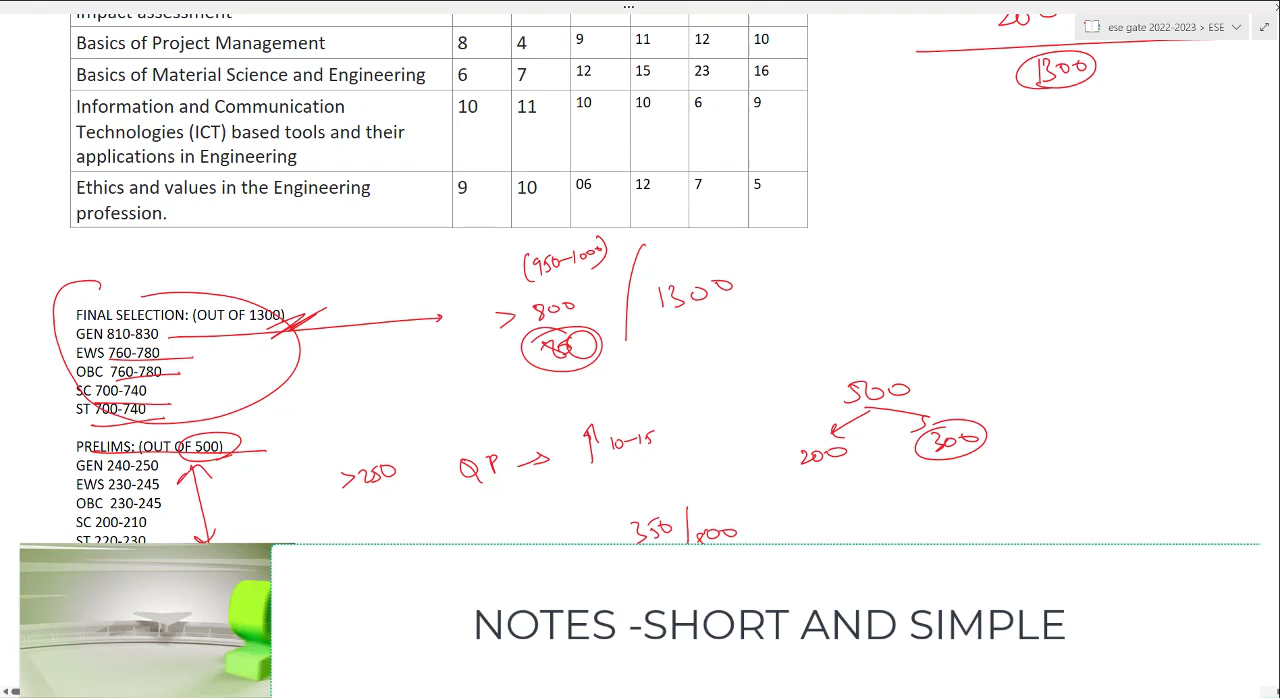 Impact assessment
ese gate 2022-2023 > ESE
Basics of Project Management 8 4 9 11 12 10
1300
Basics of Material Science and Engineering 6 7 12 15 23 16
Information and Communication 10 11 10 10 6 9
Technologies (ICT) based tools and their
applications in Engineering
Ethics and values in the Engineering 9 10 06 12 7 5
profession.
(950-1000)
FINAL SELECTION: (OUT OF 1300)
> 800
1300
GEN 810-830
EWS 760-780
OBC 760-780
SC 700-740
ST 700-740
500
200 300
PRELIMS: (OUT OF 500)
GEN 240-250
>250 QP → ↑ 10-15
EWS 230-245
OBC 230-245
SC 200-210
ST 220-230
350/800
NOTES -SHORT AND SIMPLE